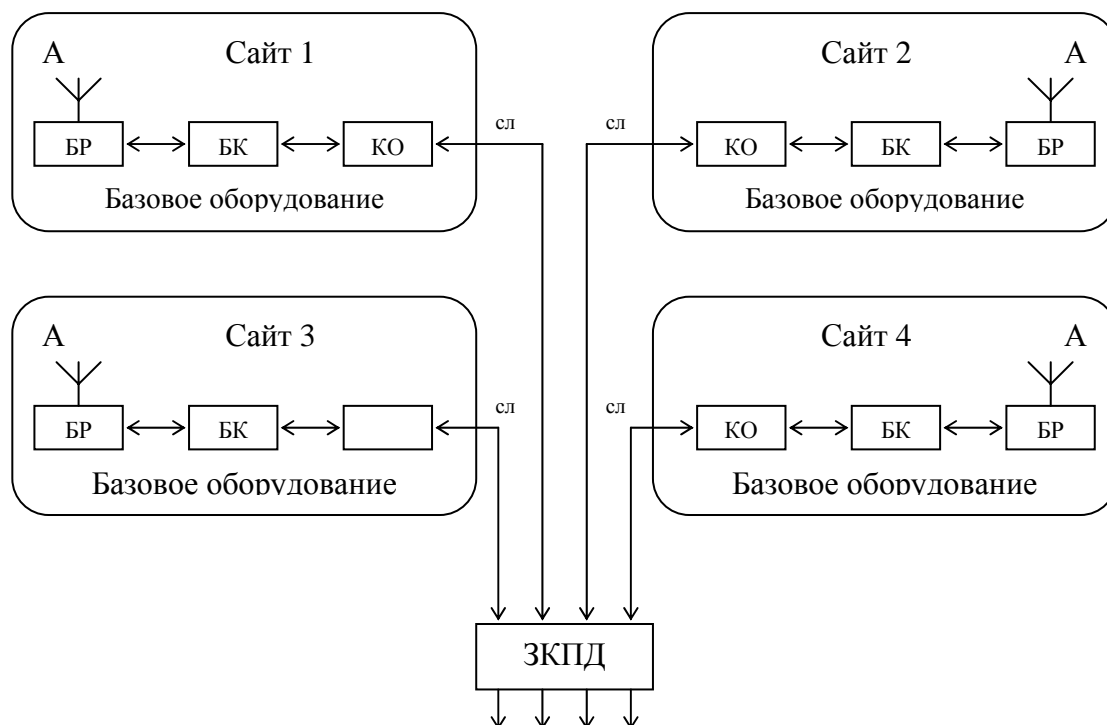 А Сайт 1
БР БК КО сл
Базовое оборудование
Сайт 2 А
сл КО БК БР
Базовое оборудование
А Сайт 3
БР БК сл
Базовое оборудование
Сайт 4 А
сл КО БК БР
Базовое оборудование
ЗКПД